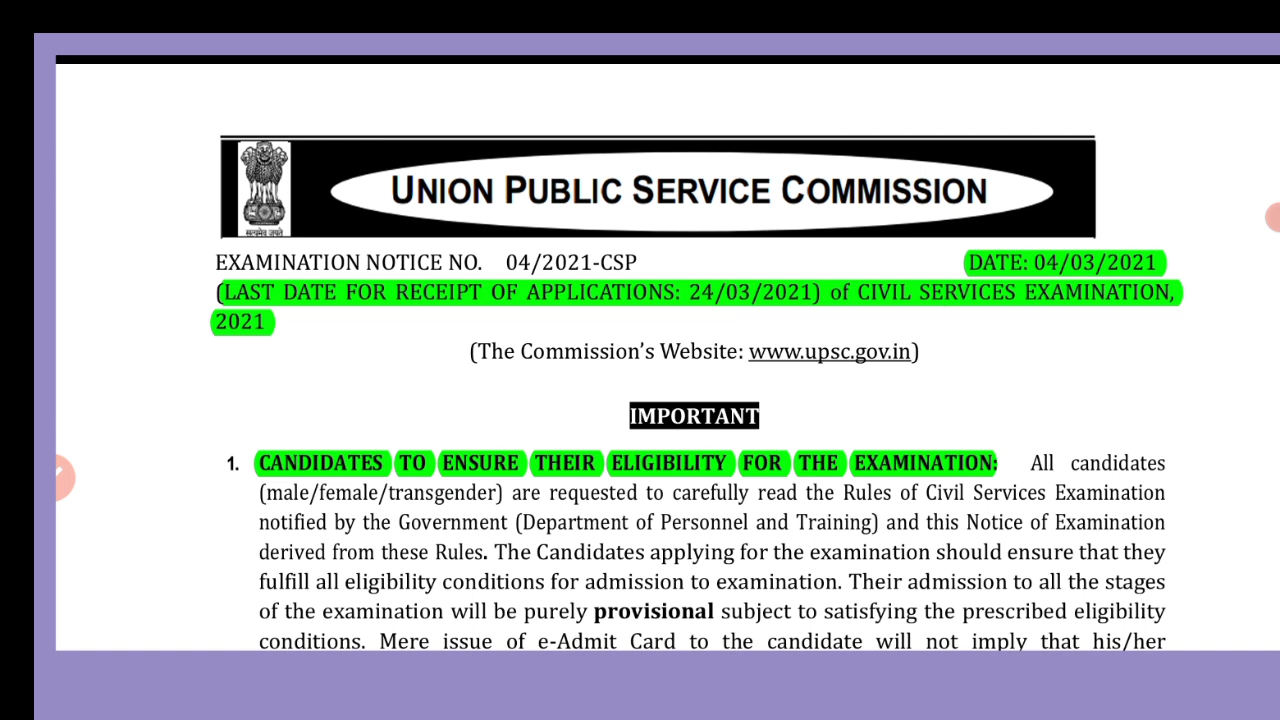 सत्यमेव जयते
UNION PUBLIC SERVICE COMMISSION
EXAMINATION NOTICE NO. 04/2021-CSP DATE: 04/03/2021
(LAST DATE FOR RECEIPT OF APPLICATIONS: 24/03/2021) of CIVIL SERVICES EXAMINATION,
2021
(The Commission’s Website: www.upsc.gov.in)
IMPORTANT
1. CANDIDATES TO ENSURE THEIR ELIGIBILITY FOR THE EXAMINATION: All candidates
(male/female/transgender) are requested to carefully read the Rules of Civil Services Examination
notified by the Government (Department of Personnel and Training) and this Notice of Examination
derived from these Rules. The Candidates applying for the examination should ensure that they
fulfill all eligibility conditions for admission to examination. Their admission to all the stages
of the examination will be purely provisional subject to satisfying the prescribed eligibility
conditions. Mere issue of e-Admit Card to the candidate will not imply that his/her